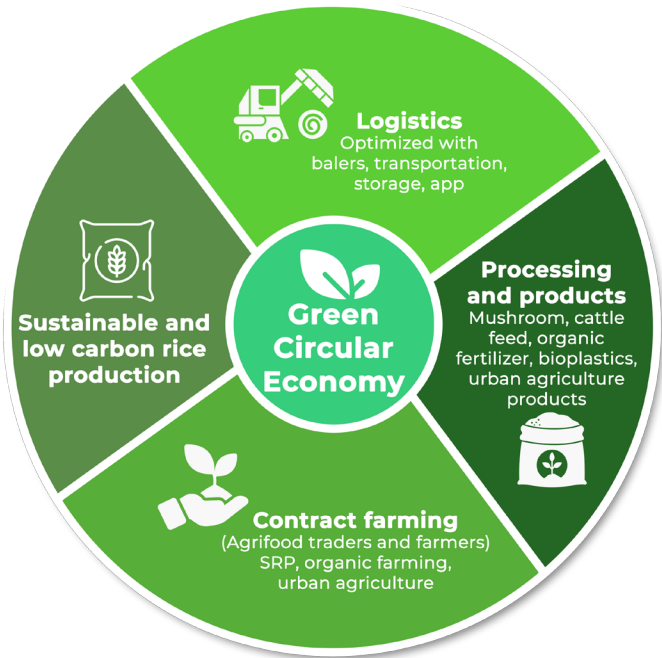 Logistics
Optimized with
balers, transportation,
storage, app
Processing
and products
Mushroom, cattle
feed, organic
fertilizer, bioplastics,
urban agriculture
products
Green
Circular
Economy
Sustainable and
low carbon rice
production
Contract farming
(Agrifood traders and farmers)
SRP, organic farming,
urban agriculture